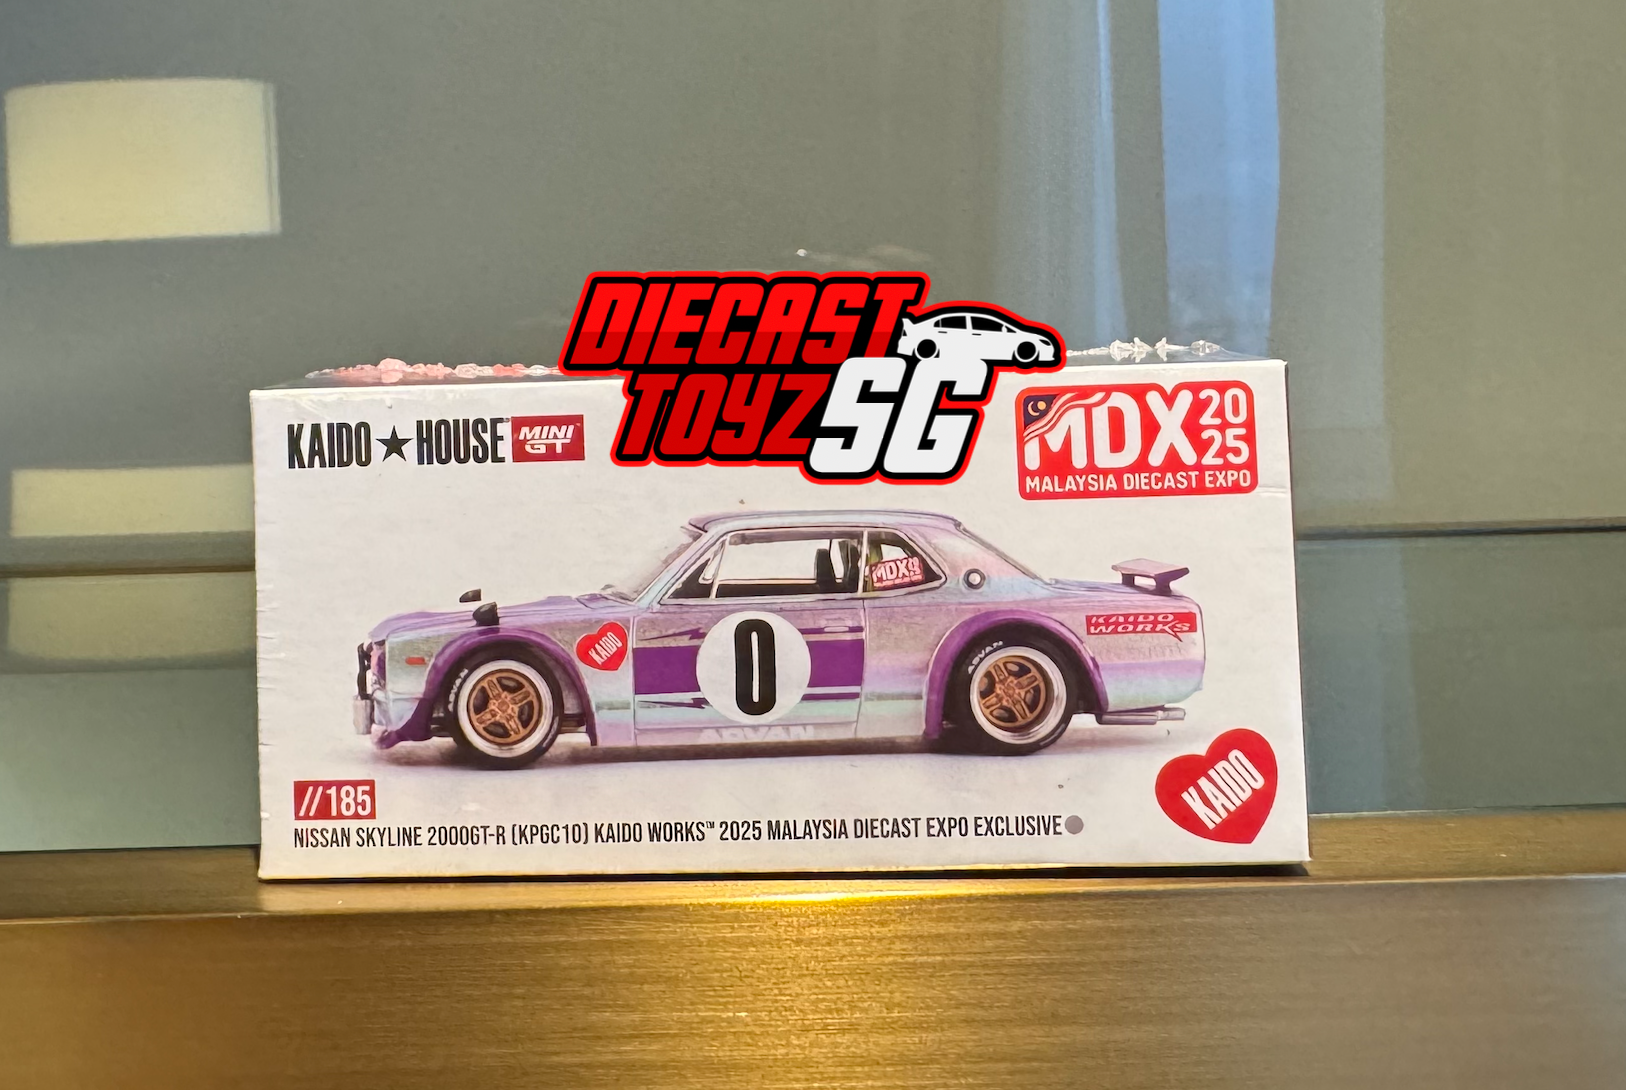 DIECAST
TOYZ SG
KAIDO★HOUSE MINI GT
MDX 2025
MALAYSIA DIECAST EXPO
MDX
KAIDO
0
KAIDO WORKS
ADVAN
ADVAN
ADVAN
//185
KAIDO
NISSAN SKYLINE 2000GT-R (KPGC10) KAIDO WORKS™ 2025 MALAYSIA DIECAST EXPO EXCLUSIVE